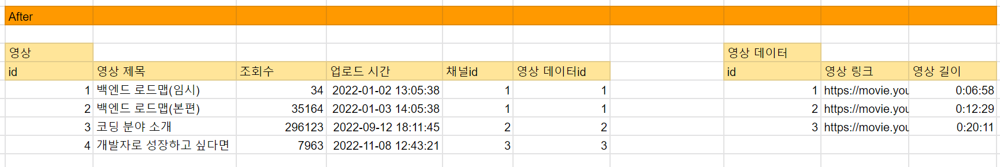 After
영상 영상 데이터
id 영상 제목 조회수 업로드 시간 채널id 영상 데이터id id 영상 링크 영상 길이
1 백엔드 로드맵(임시) 34 2022-01-02 13:05:38 1 1 1 https://movie.you 0:06:58
2 백엔드 로드맵(본편) 35164 2022-01-03 14:05:38 1 1 2 https://movie.you 0:12:29
3 코딩 분야 소개 296123 2022-09-12 18:11:45 2 2 3 https://movie.you 0:20:11
4 개발자로 성장하고 싶다면 7963 2022-11-08 12:43:21 3 3